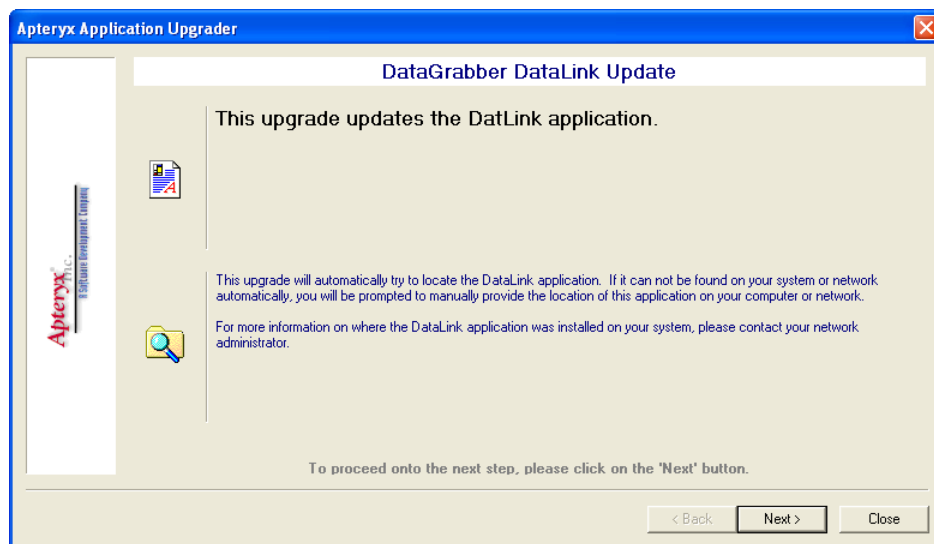 Apteryx Application Upgrader
DataGrabber DataLink Update
This upgrade updates the DatLink application.
Apteryx
Inc.
A Software Development Company
This upgrade will automatically try to locate the DataLink application. If it can not be found on your system or network
automatically, you will be prompted to manually provide the location of this application on your computer or network.
For more information on where the DataLink application was installed on your system, please contact your network
administrator.
To proceed onto the next step, please click on the 'Next' button.
< Back
Next >
Close